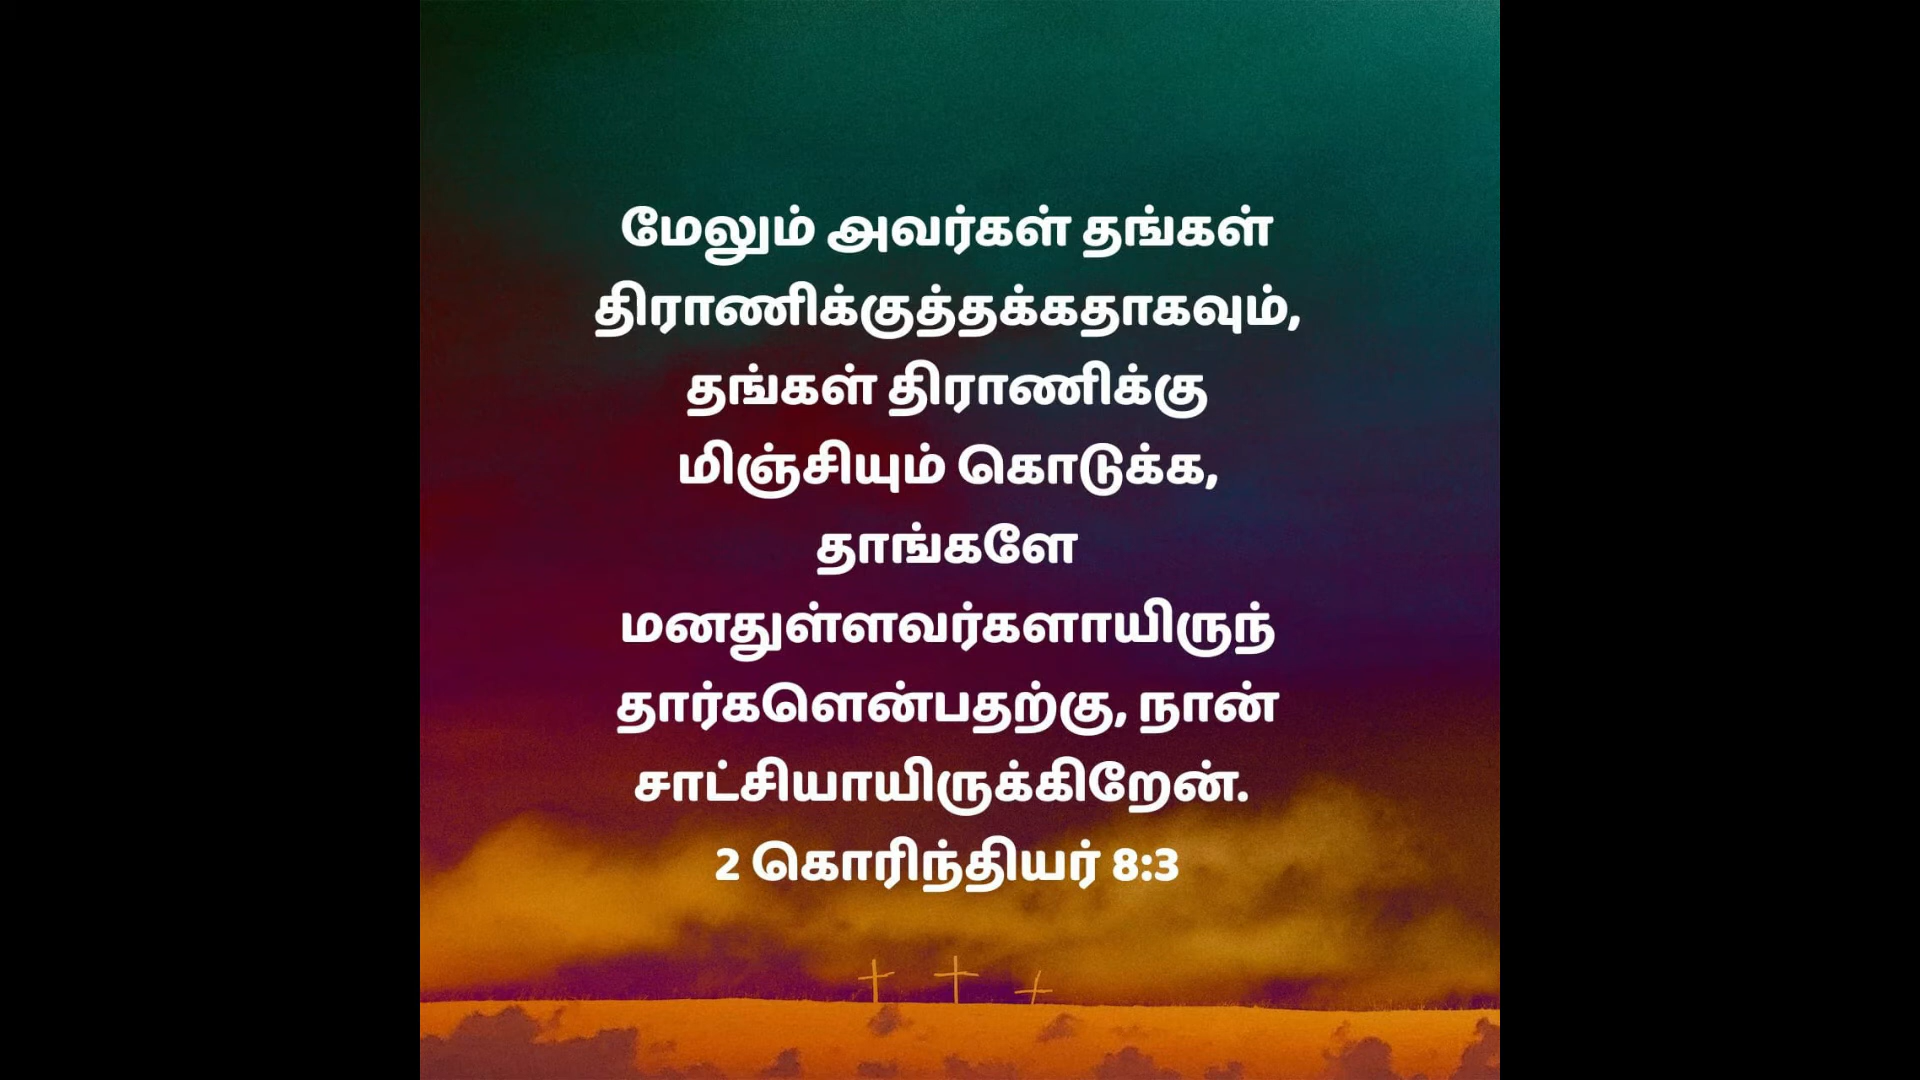 மேலும் அவர்கள் தங்கள்
திராணிக்குத்தக்கதாகவும்,
தங்கள் திராணிக்கு
மிஞ்சியும் கொடுக்க,
தாங்களே
மனதுள்ளவர்களாயிருந்
தார்களென்பதற்கு, நான்
சாட்சியாயிருக்கிறேன்.
2 கொரிந்தியர் 8:3